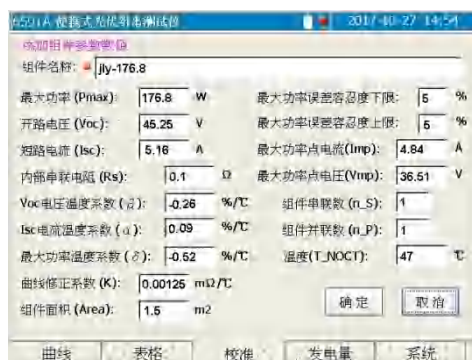 6591A 便携式光伏组件测试仪 2017-10-27 14:54
添加组件参数信息
组件名称: jly-176.8
最大功率 (Pmax): 176.8 W 最大功率误差容忍度下限: 5 %
开路电压 (Voc): 45.25 V 最大功率误差容忍度上限: 5 %
短路电流 (Isc): 5.16 A 最大功率点电流(Imp): 4.84 A
内部串联电阻 (Rs): 0.1 Ω 最大功率点电压(Vmp): 36.51 V
Voc电压温度系数 (β): -0.26 %/℃ 组件串联数 (n_S): 1
Isc电流温度系数 (α): 0.09 %/℃ 组件并联数 (n_P): 1
最大功率温度系数 (δ): -0.52 %/℃ 温度(T_NOCT): 47 ℃
曲线修正系数 (K): 0.00125 mΩ/℃
组件面积 (Area): 1.5 m2 确定 取消
曲线 表格 校准 发电量 系统